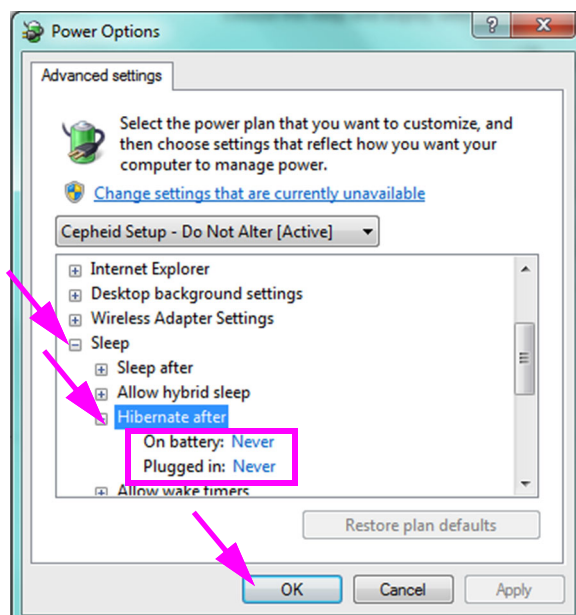 Power Options
Advanced settings
Select the power plan that you want to customize, and
then choose settings that reflect how you want your
computer to manage power.
Change settings that are currently unavailable
Cepheid Setup - Do Not Alter [Active]
Internet Explorer
Desktop background settings
Wireless Adapter Settings
Sleep
Sleep after
Allow hybrid sleep
Hibernate after
On battery: Never
Plugged in: Never
Allow wake timers
Restore plan defaults
OK Cancel Apply